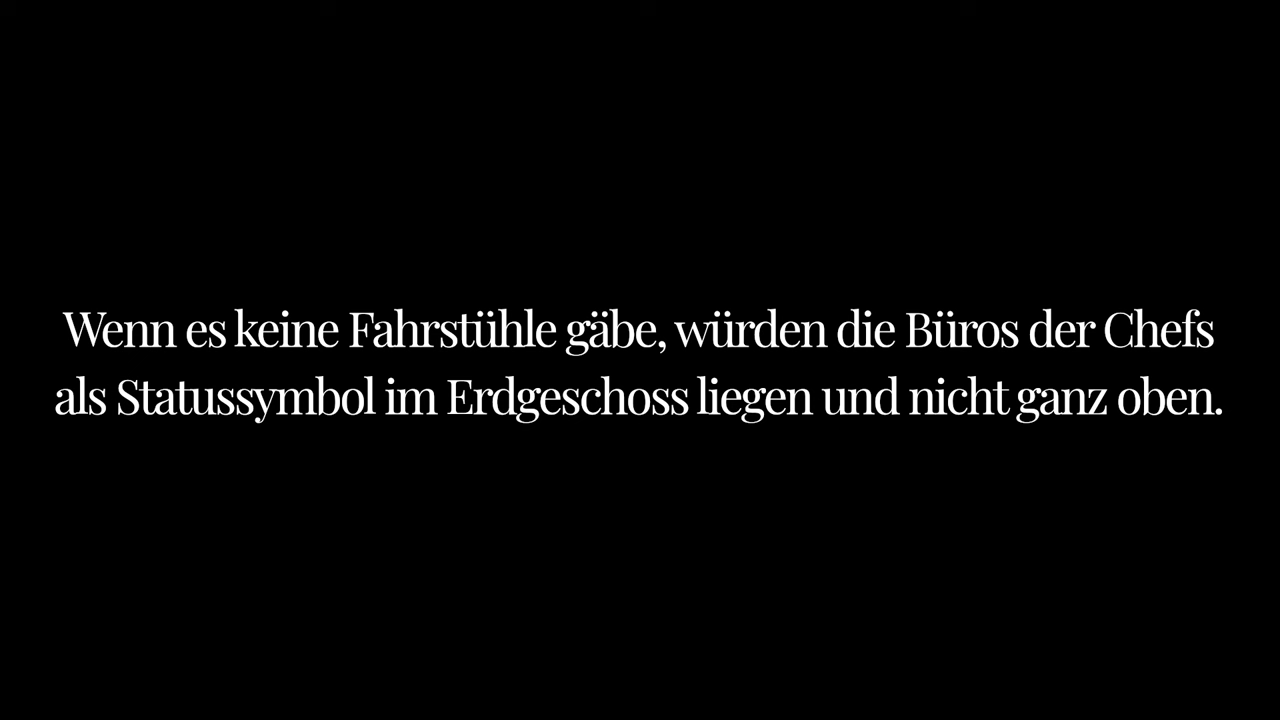 Wenn es keine Fahrstühle gäbe, würden die Büros der Chefs
als Statussymbol im Erdgeschoss liegen und nicht ganz oben.